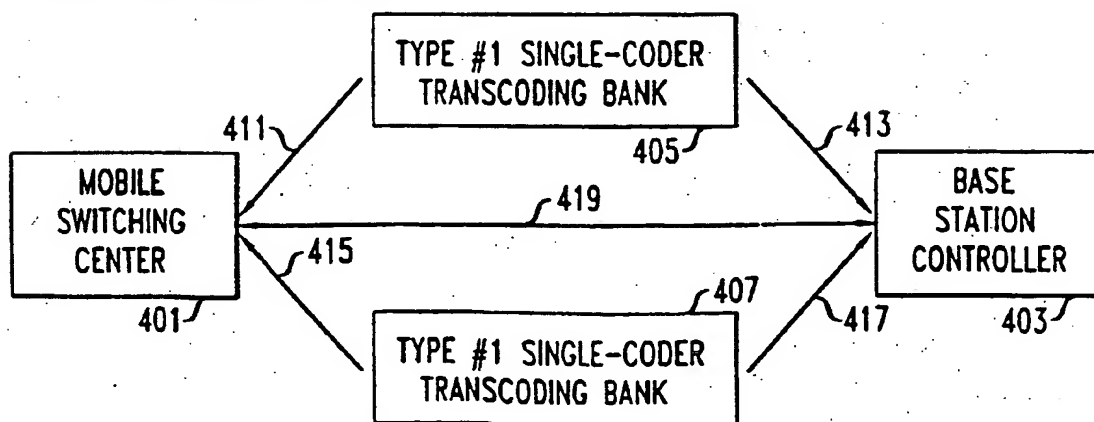 TYPE #1 SINGLE-CODER
TRANSCODING BANK
405
411
413
MOBILE
SWITCHING
CENTER
401
419
BASE
STATION
CONTROLLER
403
415
407
417
TYPE #1 SINGLE-CODER
TRANSCODING BANK